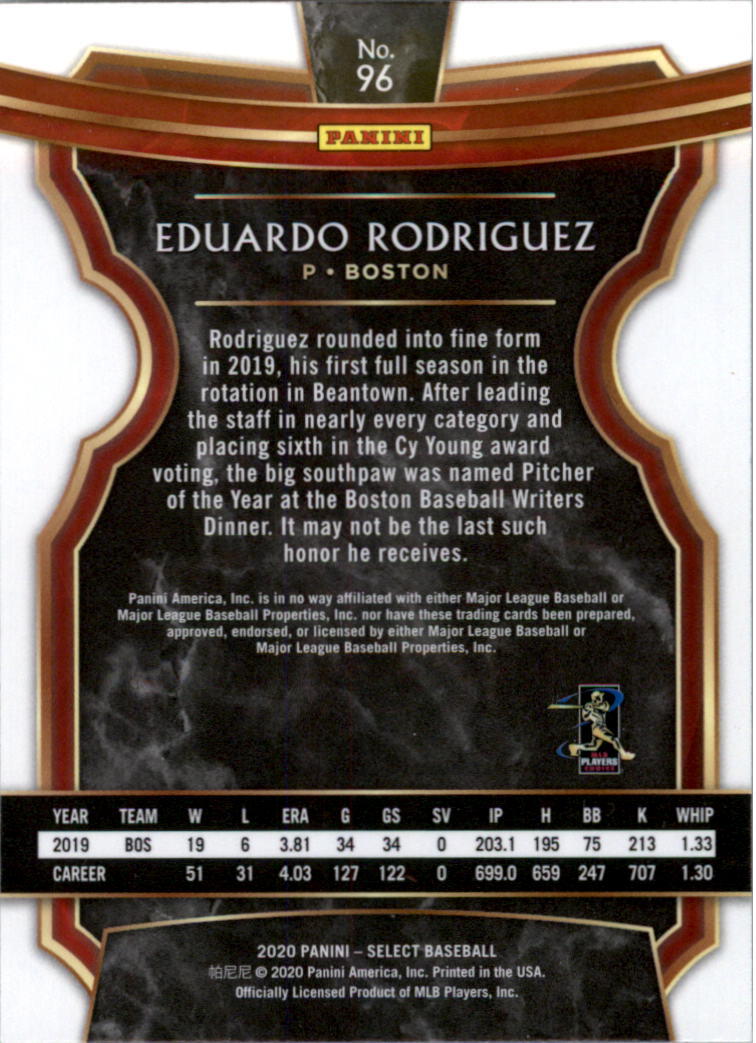 No.
96
PANINI
EDUARDO RODRIGUEZ
P • BOSTON
Rodriguez rounded into fine form
in 2019, his first full season in the
rotation in Beantown. After leading
the staff in nearly every category and
placing sixth in the Cy Young award
voting, the big southpaw was named Pitcher
of the Year at the Boston Baseball Writers
Dinner. It may not be the last such
honor he receives.
Panini America, Inc. is in no way affiliated with either Major League Baseball or
Major League Baseball Properties, Inc. nor have these trading cards been prepared,
approved, endorsed, or licensed by either Major League Baseball or
Major League Baseball Properties, Inc.
MLB
PLAYERS
CHOICE
YEAR TEAM W L ERA G GS SV IP H BB K WHIP
2019 BOS 19 6 3.81 34 34 0 203.1 195 75 213 1.33
CAREER 51 31 4.03 127 122 0 699.0 659 247 707 1.30
2020 PANINI – SELECT BASEBALL
帕尼尼 © 2020 Panini America, Inc. Printed in the USA.
Officially Licensed Product of MLB Players, Inc.